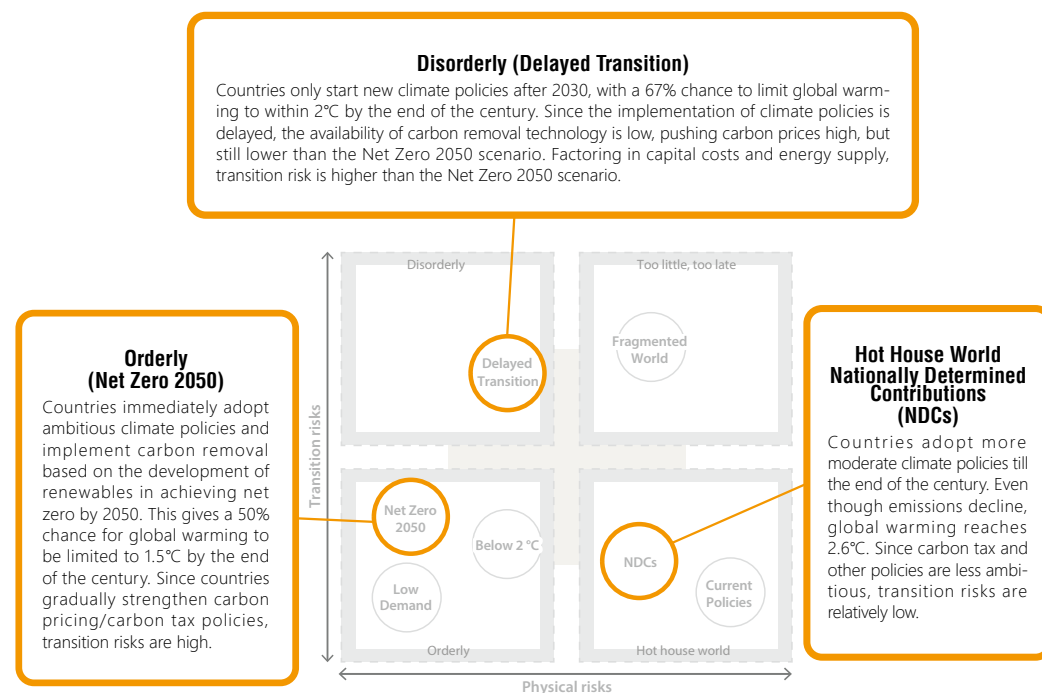 Disorderly (Delayed Transition)
Countries only start new climate policies after 2030, with a 67% chance to limit global warm-
ing to within 2°C by the end of the century. Since the implementation of climate policies is
delayed, the availability of carbon removal technology is low, pushing carbon prices high, but
still lower than the Net Zero 2050 scenario. Factoring in capital costs and energy supply,
transition risk is higher than the Net Zero 2050 scenario.
Orderly
(Net Zero 2050)
Countries immediately adopt
ambitious climate policies and
implement carbon removal
based on the development of
renewables in achieving net
zero by 2050. This gives a 50%
chance for global warming to
be limited to 1.5°C by the end
of the century. Since countries
gradually strengthen carbon
pricing/carbon tax policies,
transition risks are high.
Transition risks
Disorderly
Delayed
Transition
Too little, too late
Fragmented
World
Net Zero
2050
Below 2 °C
Low
Demand
Orderly
NDCs
Current
Policies
Hot house world
Physical risks
Hot House World
Nationally Determined
Contributions
(NDCs)
Countries adopt more
moderate climate policies till
the end of the century. Even
though emissions decline,
global warming reaches
2.6°C. Since carbon tax and
other policies are less ambi-
tious, transition risks are
relatively low.